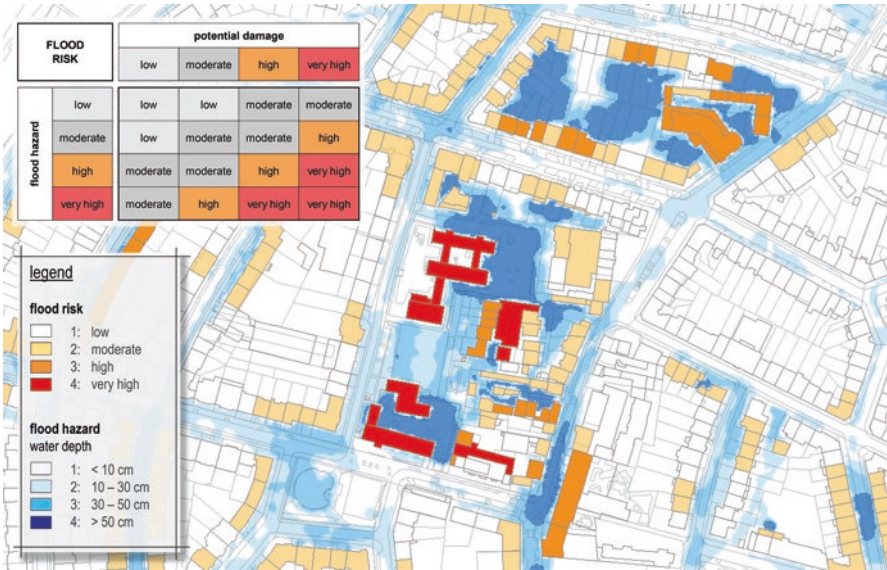 FLOOD
RISK
potential damage
low moderate high very high
flood hazard
low low low moderate moderate
moderate low moderate moderate high
high moderate moderate high very high
very high moderate high very high very high
legend
flood risk
1: low
2: moderate
3: high
4: very high
flood hazard
water depth
1: < 10 cm
2: 10 – 30 cm
3: 30 – 50 cm
4: > 50 cm